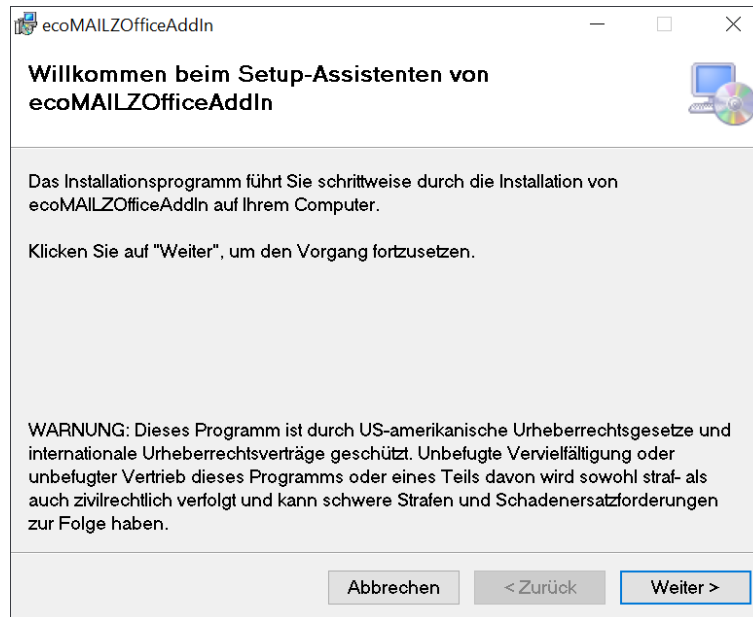 ecoMAILZOfficeAddIn
Willkommen beim Setup-Assistenten von
ecoMAILZOfficeAddIn
Das Installationsprogramm führt Sie schrittweise durch die Installation von
ecoMAILZOfficeAddIn auf Ihrem Computer.
Klicken Sie auf "Weiter", um den Vorgang fortzusetzen.
WARNUNG: Dieses Programm ist durch US-amerikanische Urheberrechtsgesetze und
internationale Urheberrechtsverträge geschützt. Unbefugte Vervielfältigung oder
unbefugter Vertrieb dieses Programms oder eines Teils davon wird sowohl straf- als
auch zivilrechtlich verfolgt und kann schwere Strafen und Schadenersatzforderungen
zur Folge haben.
Abbrechen < Zurück Weiter >